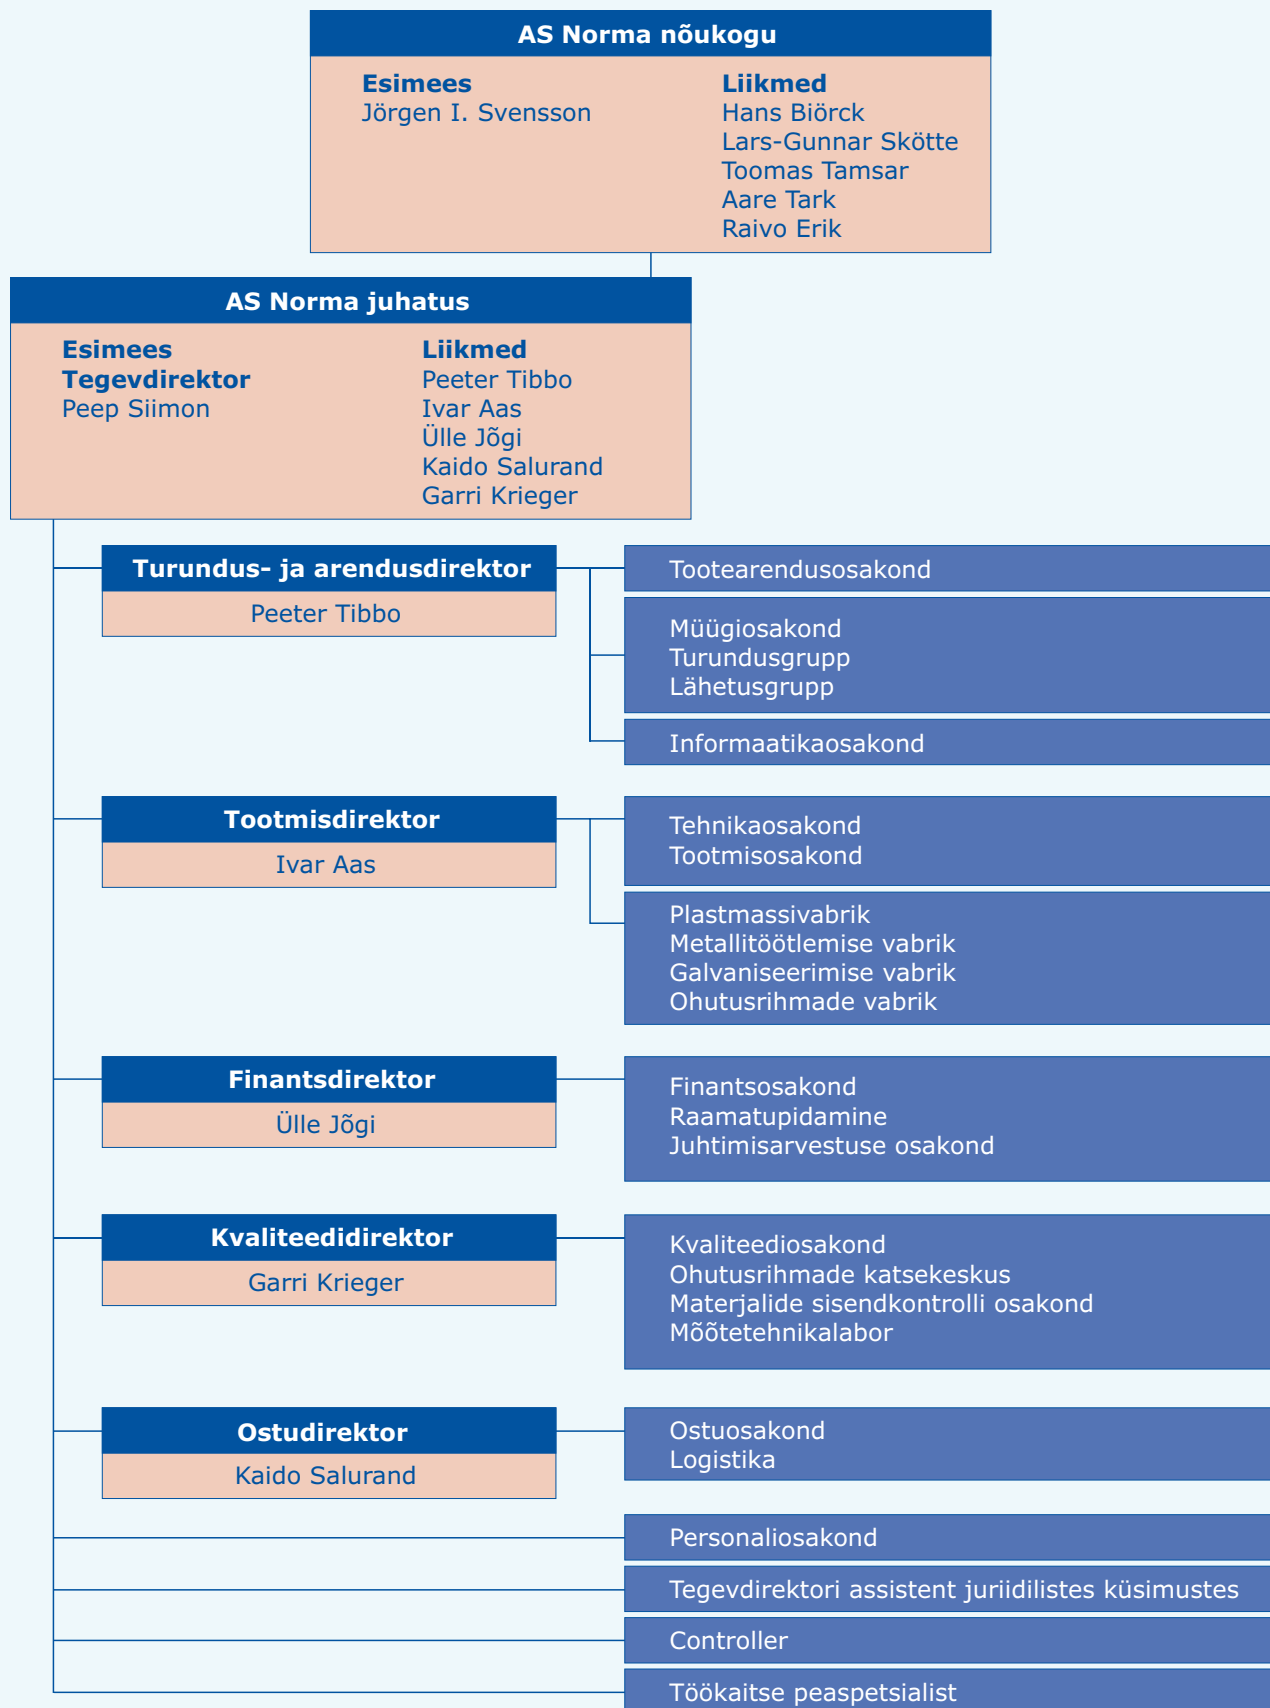 AS Norma nõukogu
Esimees
Jörgen I. Svensson
Liikmed
Hans Biörck
Lars-Gunnar Skötte
Toomas Tamsar
Aare Tark
Raivo Erik
AS Norma juhatus
Esimees
Tegevdirektor
Peep Siimon
Liikmed
Peeter Tibbo
Ivar Aas
Ülle Jõgi
Kaido Salurand
Garri Krieger
Turundus- ja arendusdirektor
Peeter Tibbo
Tootearendusosakond
Müügiosakond
Turundusgrupp
Lähetusgrupp
Informaatikaosakond
Tootmisdirektor
Ivar Aas
Tehnikaosakond
Tootmisosakond
Plastmassivabrik
Metallitöötlemise vabrik
Galvaniseerimise vabrik
Ohutusrihmade vabrik
Finantsdirektor
Ülle Jõgi
Finantsosakond
Raamatupidamine
Juhtimisarvestuse osakond
Kvaliteedidirektor
Garri Krieger
Kvaliteediosakond
Ohutusrihmade katsekeskus
Materjalide sisendkontrolli osakond
Mõõtetehnikalabor
Ostudirektor
Kaido Salurand
Ostuosakond
Logistika
Personaliosakond
Tegevdirektori assistent juriidilistes küsimustes
Controller
Töökaitse peaspetsialist